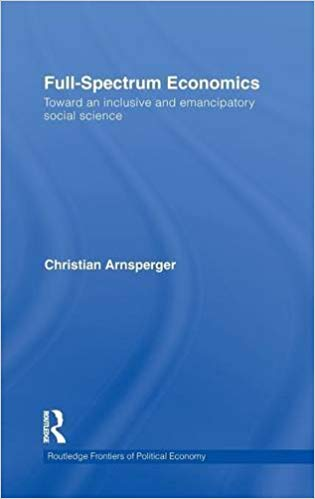 Full-Spectrum Economics
Toward an inclusive and emancipatory
social science
Christian Arnsperger
R
ROUTLEDGE
Routledge Frontiers of Political Economy